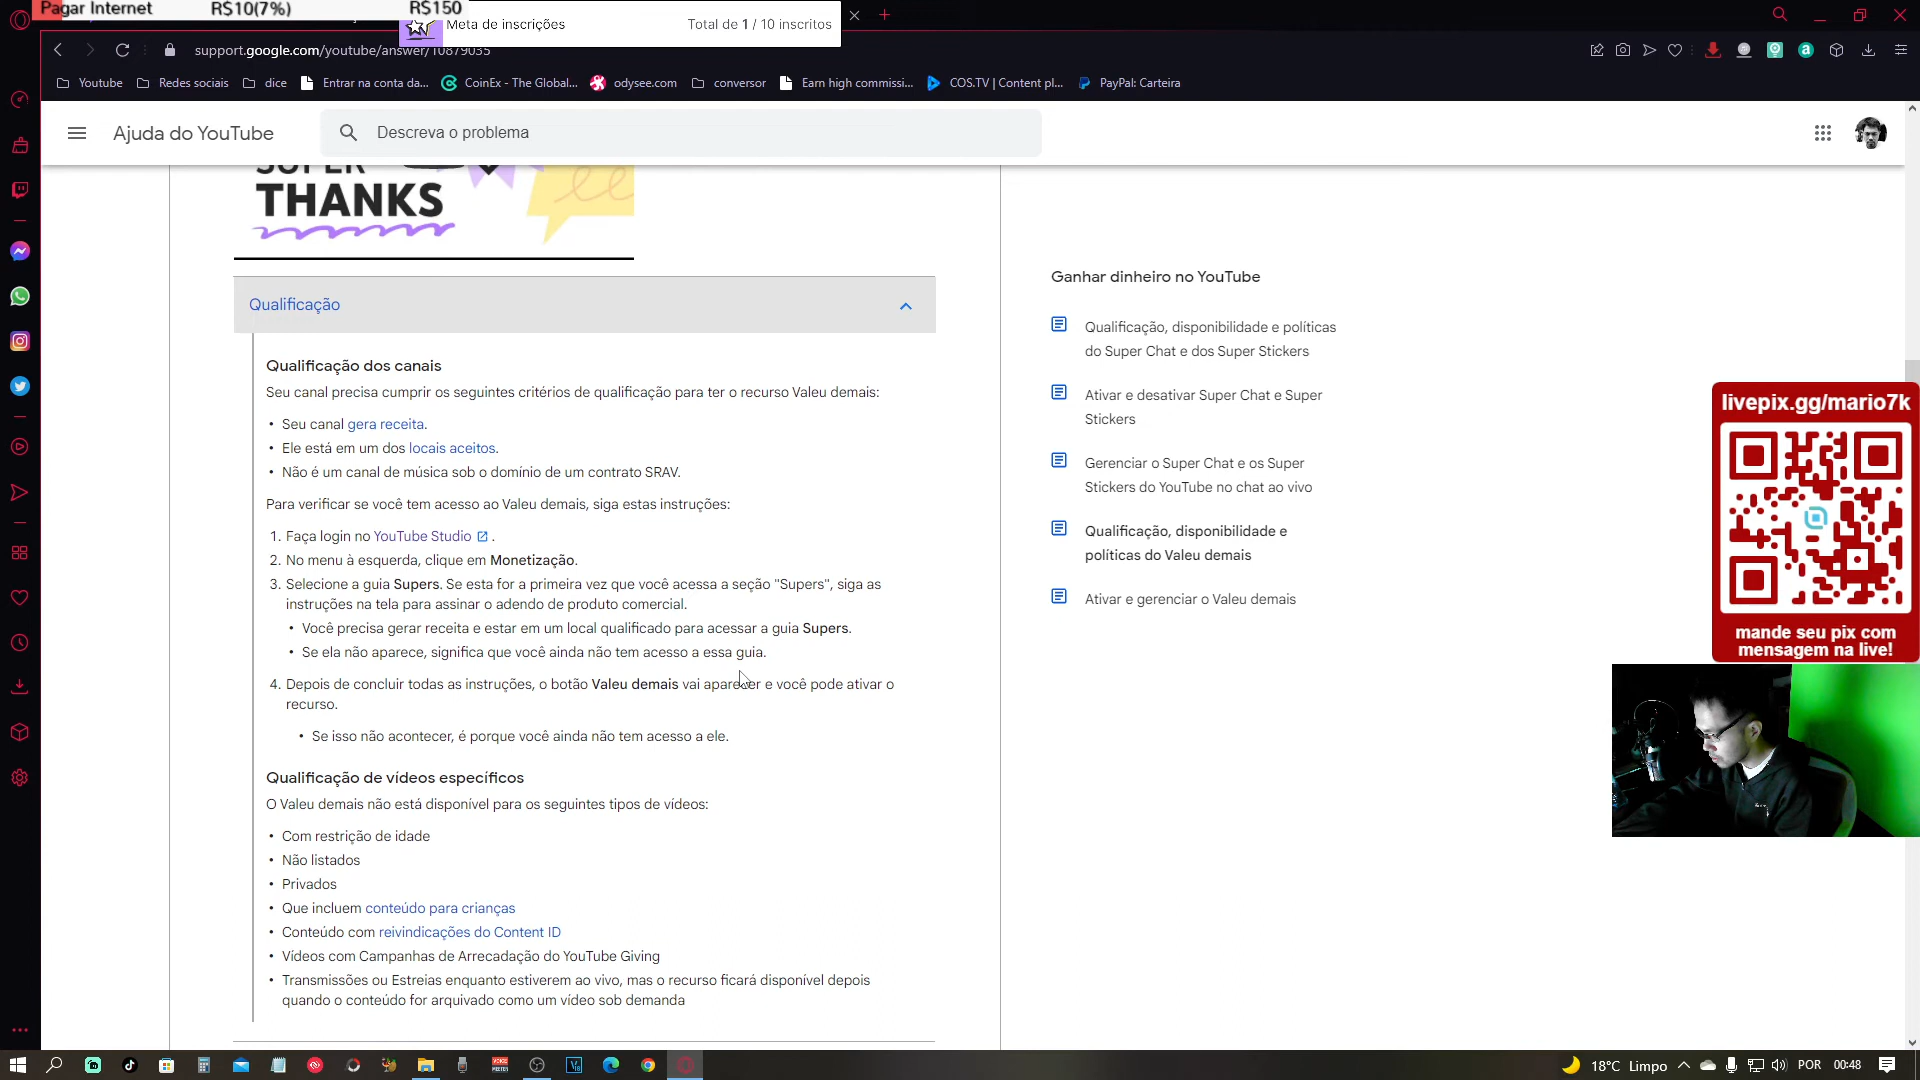 Pagar Internet R$10(7%) R$150
Meta de inscrições Total de 1 / 10 inscritos
support.google.com/youtube/answer/10879035
Youtube Redes sociais dice Entrar na conta da... CoinEx - The Global... odysee.com conversor Earn high commissi... COS.TV | Content pl... PayPal: Carteira
Ajuda do YouTube Descreva o problema
SUPER
THANKS
Qualificação
Qualificação dos canais
Seu canal precisa cumprir os seguintes critérios de qualificação para ter o recurso Valeu demais:
• Seu canal gera receita.
• Ele está em um dos locais aceitos.
• Não é um canal de música sob o domínio de um contrato SRAV.
Para verificar se você tem acesso ao Valeu demais, siga estas instruções:
1. Faça login no YouTube Studio .
2. No menu à esquerda, clique em Monetização.
3. Selecione a guia Supers. Se esta for a primeira vez que você acessa a seção "Supers", siga as
instruções na tela para assinar o adendo de produto comercial.
• Você precisa gerar receita e estar em um local qualificado para acessar a guia Supers.
• Se ela não aparece, significa que você ainda não tem acesso a essa guia.
4. Depois de concluir todas as instruções, o botão Valeu demais vai aparecer e você pode ativar o
recurso.
• Se isso não acontecer, é porque você ainda não tem acesso a ele.
Qualificação de vídeos específicos
O Valeu demais não está disponível para os seguintes tipos de vídeos:
• Com restrição de idade
• Não listados
• Privados
• Que incluem conteúdo para crianças
• Conteúdo com reivindicações do Content ID
• Vídeos com Campanhas de Arrecadação do YouTube Giving
• Transmissões ou Estreias enquanto estiverem ao vivo, mas o recurso ficará disponível depois
quando o conteúdo for arquivado como um vídeo sob demanda
Ganhar dinheiro no YouTube
Qualificação, disponibilidade e políticas
do Super Chat e dos Super Stickers
Ativar e desativar Super Chat e Super
Stickers
Gerenciar o Super Chat e os Super
Stickers do YouTube no chat ao vivo
Qualificação, disponibilidade e
políticas do Valeu demais
Ativar e gerenciar o Valeu demais
livepix.gg/mario7k
mande seu pix com
mensagem na live!
18°C Limpo POR 00:48